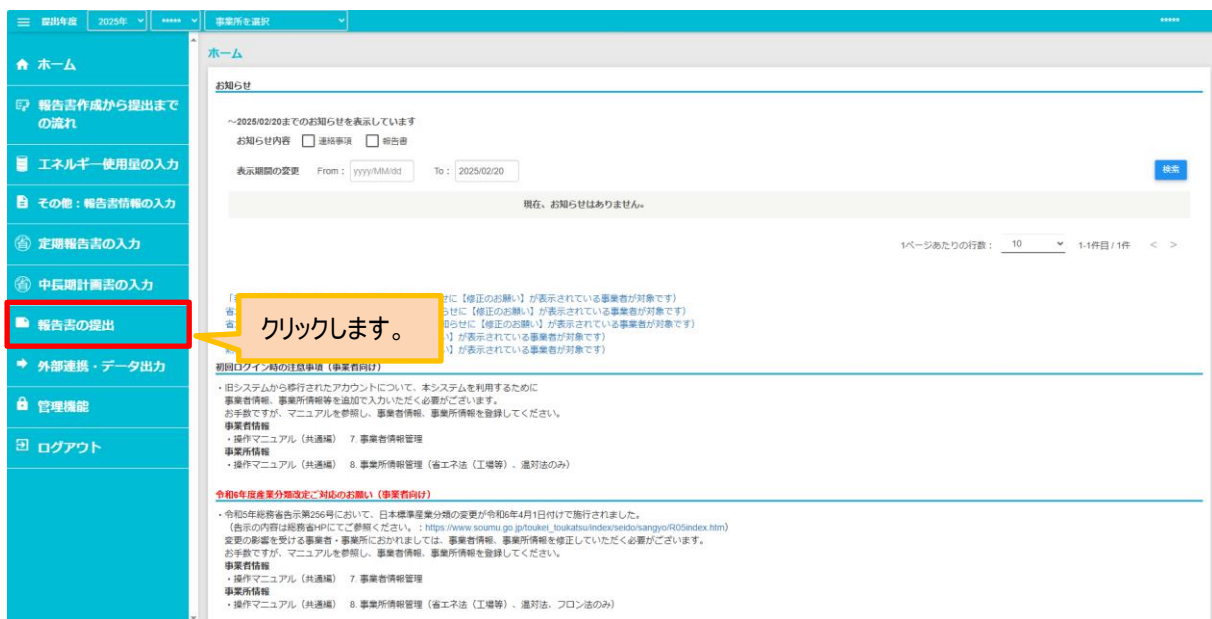 提出年度 2025年 ***** 事業所を選択 *****
ホーム
報告書作成から提出まで
の流れ
エネルギー使用量の入力
その他：報告書情報の入力
定期報告書の入力
中長期計画書の入力
報告書の提出
外部連携・データ出力
管理機能
ログアウト
クリックします。
ホーム
お知らせ
～2025/02/20までのお知らせを表示しています
お知らせ内容 連絡事項 報告書
表示期間の変更 From： yyyy/MM/dd To： 2025/02/20 検索
現在、お知らせはありません。
1ページあたりの行数： 10 1-1件目 / 1件 < >
に【修正のお願い】が表示されている事業者が対象です）
らせに【修正のお願い】が表示されている事業者が対象です）
知らせに【修正のお願い】が表示されている事業者が対象です）
い】が表示されている事業者が対象です）
い】が表示されている事業者が対象です）
初回ログイン時の注意事項（事業者向け）
・旧システムから移行されたアカウントについて、本システムを利用するために
事業者情報、事業所情報等を追加で入力いただく必要がございます。
お手数ですが、マニュアルを参照し、事業者情報、事業所情報を登録してください。
事業者情報
・操作マニュアル（共通編） 7. 事業者情報管理
事業所情報
・操作マニュアル（共通編） 8. 事業所情報管理（省エネ法（工場等）、温対法のみ）
令和6年度産業分類改定ご対応のお願い（事業者向け）
・令和5年総務省告示第256号において、日本標準産業分類の変更が令和6年4月1日付けで施行されました。
（告示の内容は総務省HPにてご参照ください。：https://www.soumu.go.jp/toukei_toukatsu/index/seido/sangyo/R05index.htm）
変更の影響を受ける事業者・事業所におかれましては、事業者情報、事業所情報を修正していただく必要がございます。
お手数ですが、マニュアルを参照し、事業者情報、事業所情報を登録してください。
事業者情報
・操作マニュアル（共通編） 7. 事業者情報管理
事業所情報
・操作マニュアル（共通編） 8. 事業所情報管理（省エネ法（工場等）、温対法、フロン法のみ）